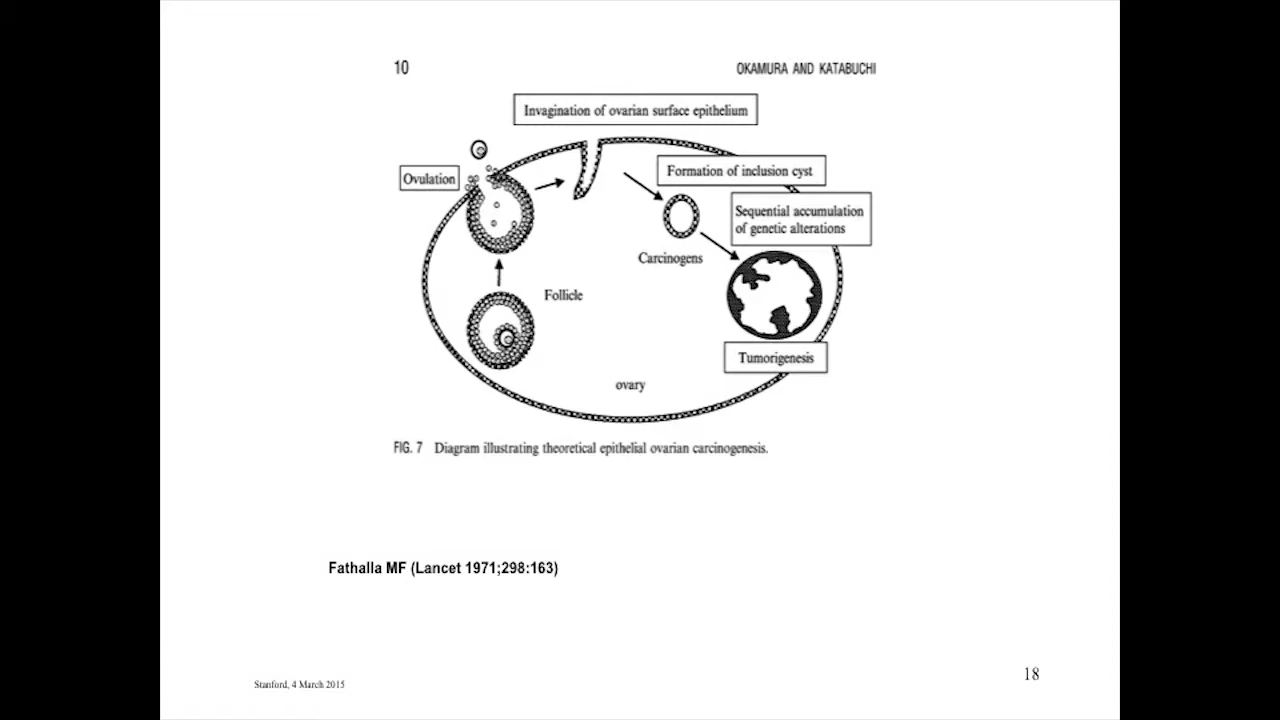 10 OKAMURA AND KATABUCHI
Invagination of ovarian surface epithelium
Ovulation
Formation of inclusion cyst
Sequential accumulation
of genetic alterations
Carcinogens
Follicle
Tumorigenesis
ovary
FIG. 7 Diagram illustrating theoretical epithelial ovarian carcinogenesis.
Fathalla MF (Lancet 1971;298:163)
18
Stanford, 4 March 2015